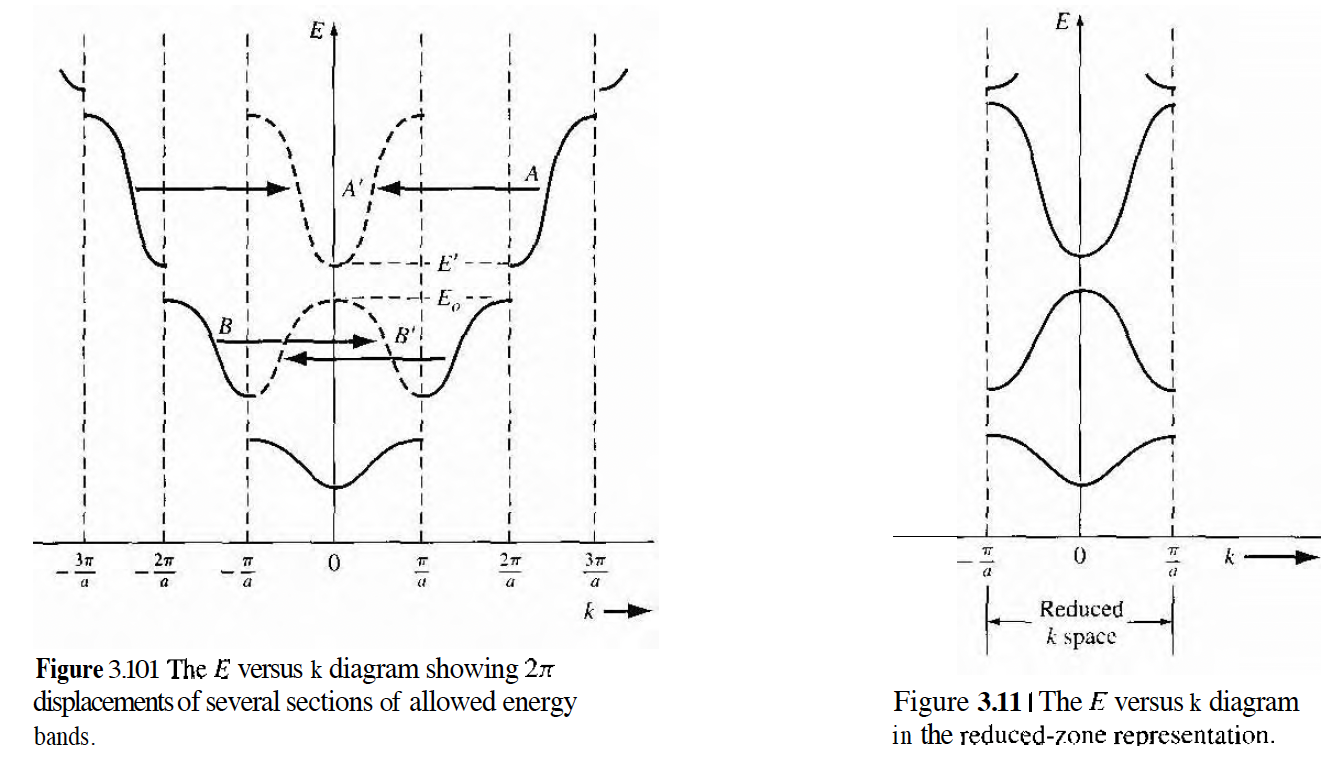 E
A
A′
E′
E₀
B
B′
−3π/a
−2π/a
−π/a
0
π/a
2π/a
3π/a
k
Figure 3.101 The E versus k diagram showing 2π
displacements of several sections of allowed energy
bands.
E
−π/a
0
π/a
k
Reduced
k space
Figure 3.11 | The E versus k diagram
in the reduced-zone representation.